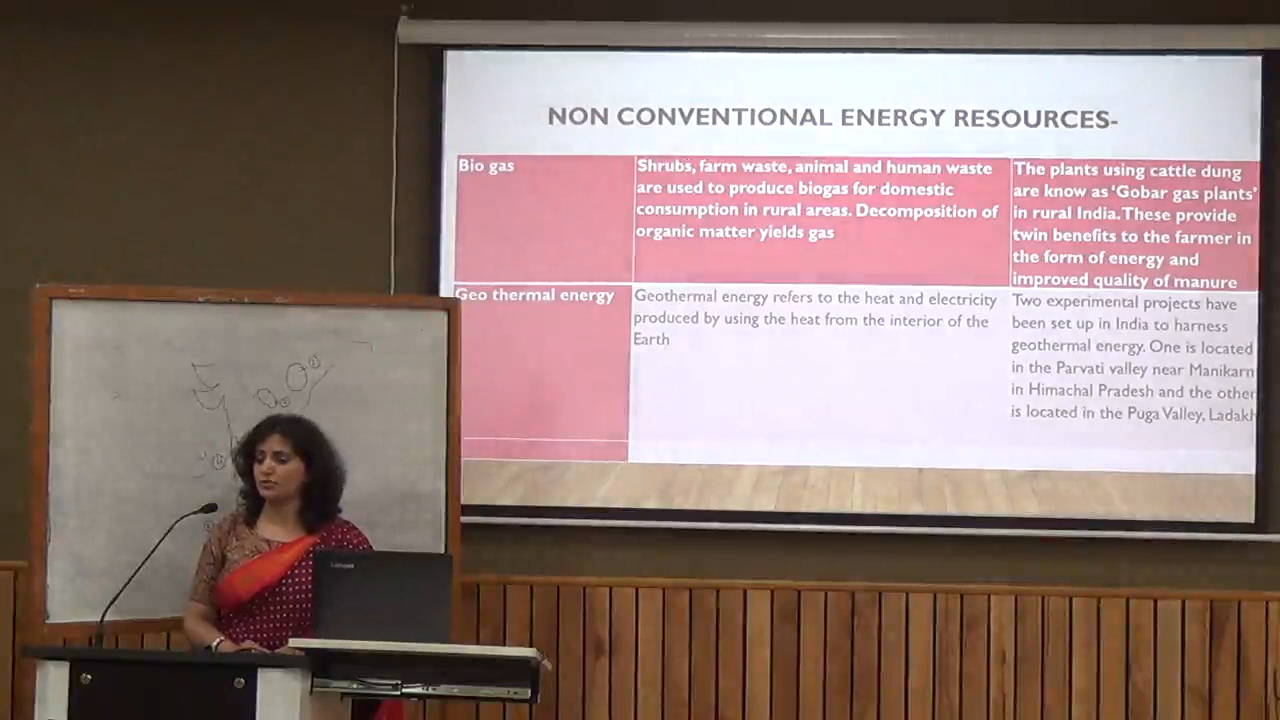 NON CONVENTIONAL ENERGY RESOURCES-
Bio gas
Shrubs, farm waste, animal and human waste
are used to produce biogas for domestic
consumption in rural areas. Decomposition of
organic matter yields gas
The plants using cattle dung
are know as ‘Gobar gas plants’
in rural India. These provide
twin benefits to the farmer in
the form of energy and
improved quality of manure
Geo thermal energy
Geothermal energy refers to the heat and electricity
produced by using the heat from the interior of the
Earth
Two experimental projects have
been set up in India to harness
geothermal energy. One is located
in the Parvati valley near Manikarn
in Himachal Pradesh and the other
is located in the Puga Valley, Ladakh
Lenovo